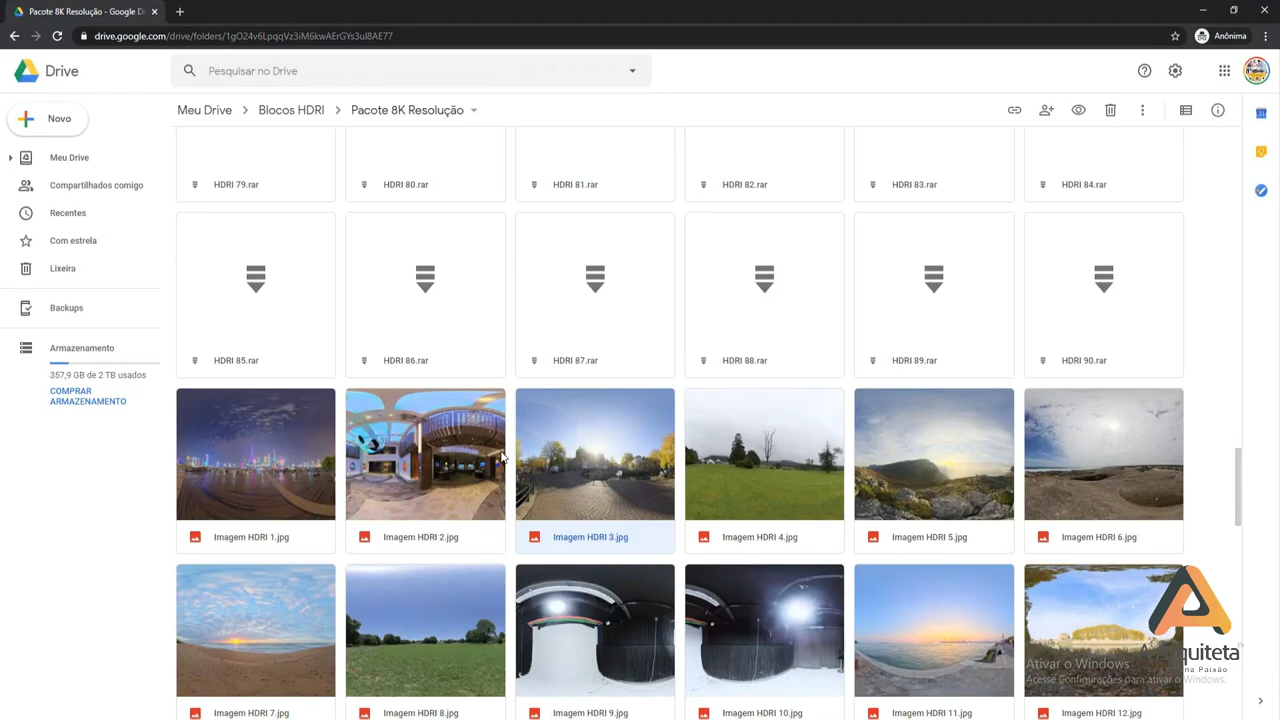 Pacote 8K Resolução - Google D
drive.google.com/drive/folders/1gO24v6LpqqVz3iM6kwAErGYs3uI8AE77
Anônima
Drive
Pesquisar no Drive
Novo
Meu Drive
Compartilhados comigo
Recentes
Com estrela
Lixeira
Backups
Armazenamento
357,9 GB de 2 TB usados
COMPRAR
ARMAZENAMENTO
Meu Drive
Blocos HDRI
Pacote 8K Resolução
HDRI 79.rar
HDRI 80.rar
HDRI 81.rar
HDRI 82.rar
HDRI 83.rar
HDRI 84.rar
HDRI 85.rar
HDRI 86.rar
HDRI 87.rar
HDRI 88.rar
HDRI 89.rar
HDRI 90.rar
Imagem HDRI 1.jpg
Imagem HDRI 2.jpg
Imagem HDRI 3.jpg
Imagem HDRI 4.jpg
Imagem HDRI 5.jpg
Imagem HDRI 6.jpg
Imagem HDRI 7.jpg
Imagem HDRI 8.jpg
Imagem HDRI 9.jpg
Imagem HDRI 10.jpg
Imagem HDRI 11.jpg
Imagem HDRI 12.jpg
na Paixão
Ativar o Windows
Acesse Configurações para ativar o Windows.